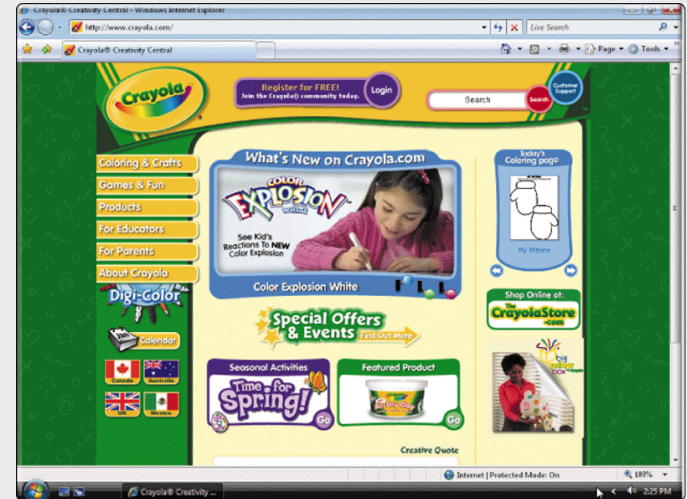 Crayola® Creativity Central - Windows Internet Explorer
http://www.crayola.com/
Live Search
Crayola® Creativity Central
Page
Tools
Crayola
Register for FREE!
Join the Crayola® community today.
Login
Search
Search
Customer Support
Coloring & Crafts
Games & Fun
Products
For Educators
For Parents
About Crayola
Digi-Color
Calendar
Canada
Australia
UK
Mexico
What's New on Crayola.com
COLOR
EXPLOSION
WHITE
See Kid's
Reactions To NEW
Color Explosion
Color Explosion White
Special Offers
& Events
Find Out More
Seasonal Activities
Time for
Spring!
Go
Featured Product
Crayola
Go
Creative Quote
Today's
Coloring page
My Mittens
Shop Online at:
The
CrayolaStore
.com
big
yellow
box
Internet | Protected Mode: On
100%
Crayola® Creativity ...
2:25 PM